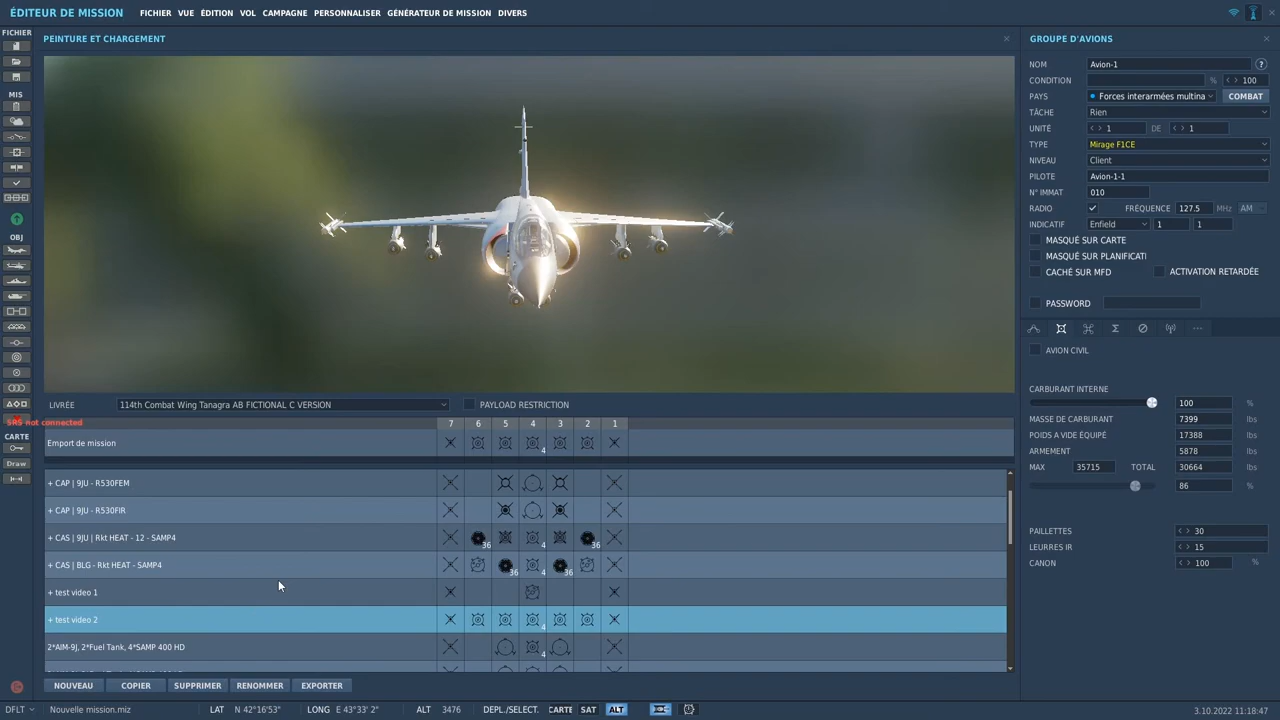 ÉDITEUR DE MISSION FICHIER VUE ÉDITION VOL CAMPAGNE PERSONNALISER GÉNÉRATEUR DE MISSION DIVERS
FICHIER
MIS
OBJ
SRS not connected
CARTE
Draw
PEINTURE ET CHARGEMENT
LIVRÉE 114th Combat Wing Tanagra AB FICTIONAL C VERSION PAYLOAD RESTRICTION
7 6 5 4 3 2 1
Emport de mission 4
+ CAP | 9JU - R530FEM
+ CAP | 9JU - R530FIR
+ CAS | 9JU | Rkt HEAT - 12 - SAMP4 36 4 36
+ CAS | BLG - Rkt HEAT - SAMP4 36 4 36
+ test video 1
+ test video 2 4
2*AIM-9J, 2*Fuel Tank, 4*SAMP 400 HD 4
NOUVEAU COPIER SUPPRIMER RENOMMER EXPORTER
GROUPE D'AVIONS
NOM Avion-1 ?
CONDITION % 100
PAYS Forces interarmées multina COMBAT
TÂCHE Rien
UNITÉ 1 DE 1
TYPE Mirage F1CE
NIVEAU Client
PILOTE Avion-1-1
N° IMMAT 010
RADIO FRÉQUENCE 127.5 MHz AM
INDICATIF Enfield 1 1
MASQUÉ SUR CARTE
MASQUÉ SUR PLANIFICATI
CACHÉ SUR MFD ACTIVATION RETARDÉE
PASSWORD
AVION CIVIL
CARBURANT INTERNE
100 %
MASSE DE CARBURANT 7399 lbs
POIDS A VIDE ÉQUIPÉ 17388 lbs
ARMEMENT 5878 lbs
MAX 35715 TOTAL 30664 lbs
86 %
PAILLETTES 30
LEURRES IR 15
CANON 100 %
DFLT Nouvelle mission.miz LAT N 42°16'53" LONG E 43°33' 2" ALT 3476 DEPL./SELECT. CARTE SAT ALT 3.10.2022 11:18:47